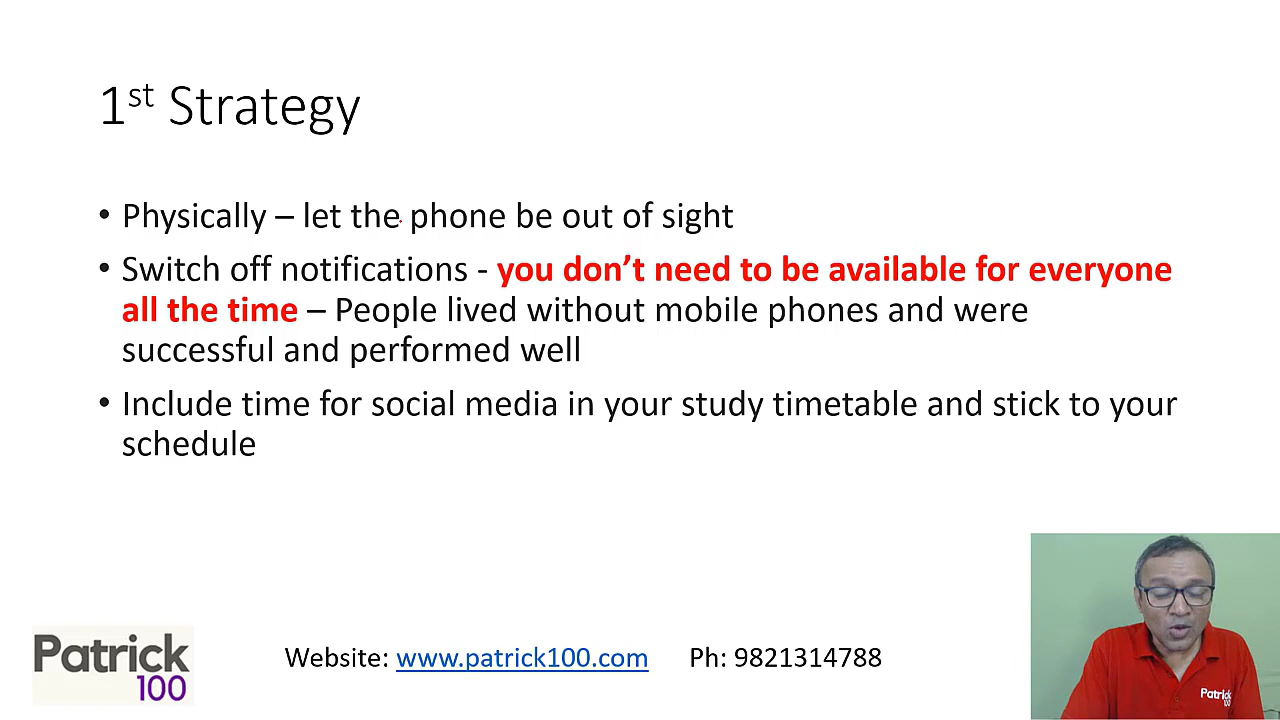 1st Strategy
• Physically – let the phone be out of sight
• Switch off notifications - you don’t need to be available for everyone
all the time – People lived without mobile phones and were
successful and performed well
• Include time for social media in your study timetable and stick to your
schedule
Patrick
100
Website: www.patrick100.com Ph: 9821314788
Patrick
100